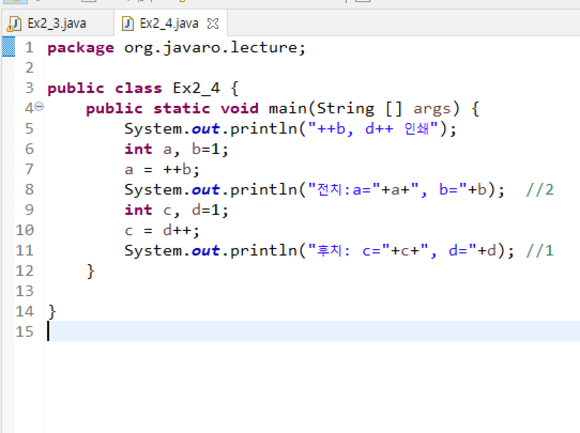 Ex2_3.java Ex2_4.java
1 package org.javaro.lecture;
2
3 public class Ex2_4 {
4 public static void main(String [] args) {
5 System.out.println("++b, d++ 인쇄");
6 int a, b=1;
7 a = ++b;
8 System.out.println("전치:a="+a+", b="+b); //2
9 int c, d=1;
10 c = d++;
11 System.out.println("후치: c="+c+", d="+d); //1
12 }
13
14 }
15